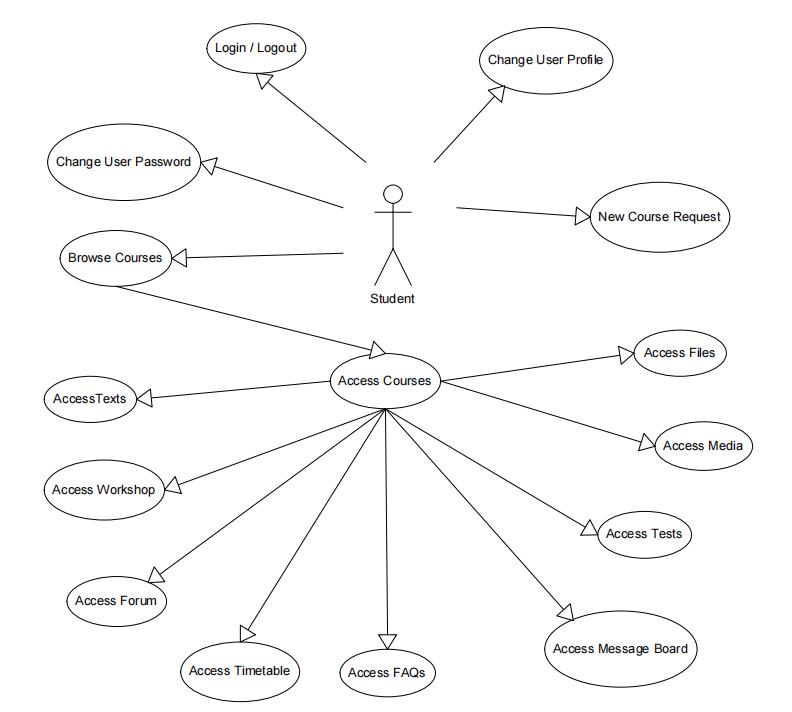 Login / Logout
Change User Profile
Change User Password
New Course Request
Browse Courses
Student
Access Files
Access Courses
AccessTexts
Access Media
Access Workshop
Access Tests
Access Forum
Access Message Board
Access Timetable
Access FAQs